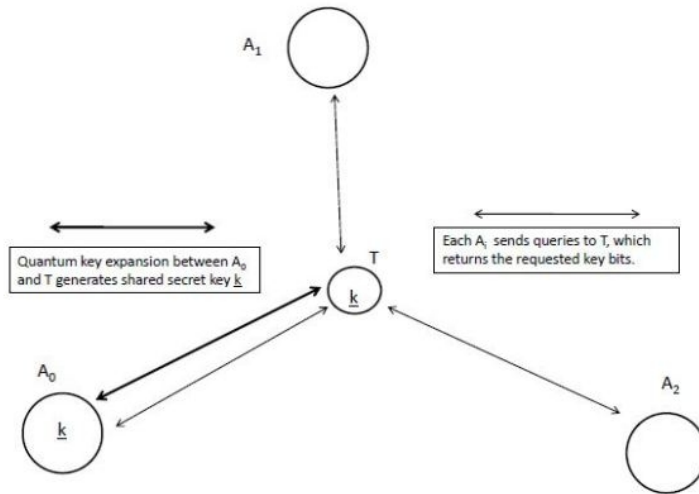 A₁
Quantum key expansion between A₀
and T generates shared secret key k
Each Aᵢ sends queries to T, which
returns the requested key bits.
T
k
A₀
k
A₂